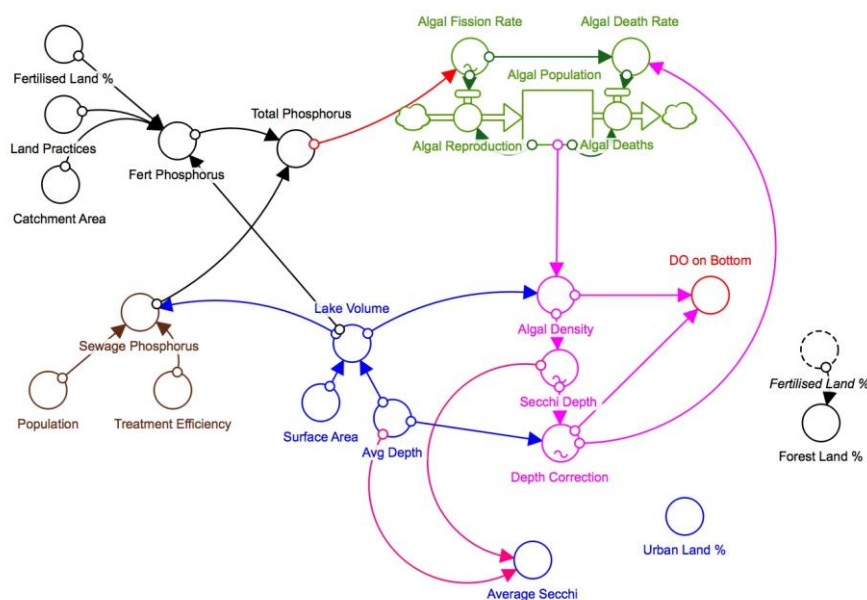 Algal Fission Rate
Algal Death Rate
Fertilised Land %
Algal Population
Total Phosphorus
Land Practices
Algal Reproduction
Algal Deaths
Fert Phosphorus
Catchment Area
DO on Bottom
Lake Volume
Algal Density
Sewage Phosphorus
Fertilised Land %
Secchi Depth
Population
Treatment Efficiency
Surface Area
Avg Depth
Forest Land %
Depth Correction
Urban Land %
Average Secchi